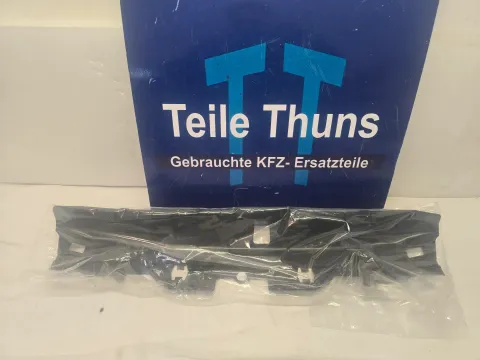 TT
Teile Thuns
Gebrauchte KFZ- Ersatzteile